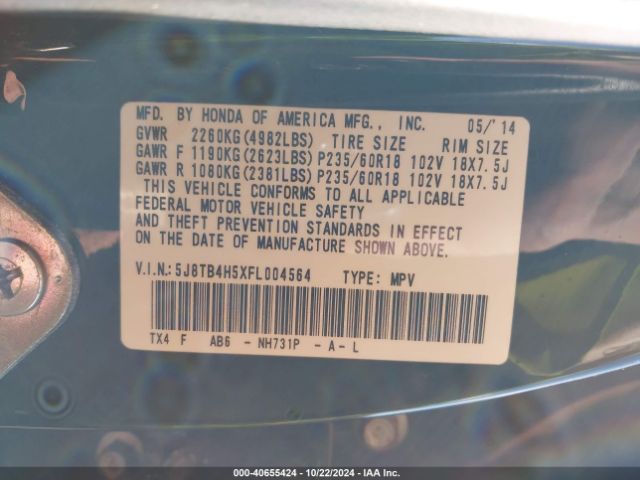 MFD. BY HONDA OF AMERICA MFG., INC. 05/'14
GVWR 2260KG(4982LBS) TIRE SIZE RIM SIZE
GAWR F 1190KG(2623LBS) P235/60R18 102V 18X7.5J
GAWR R 1080KG(2381LBS) P235/60R18 102V 18X7.5J
THIS VEHICLE CONFORMS TO ALL APPLICABLE
FEDERAL MOTOR VEHICLE SAFETY
AND THEFT PREVENTION STANDARDS IN EFFECT
ON THE DATE OF MANUFACTURE SHOWN ABOVE.
V.I.N.: 5J8TB4H5XFL004564 TYPE: MPV
TX4 F AB6 - NH731P - A - L
000-40655424 - 10/22/2024 - IAA Inc.